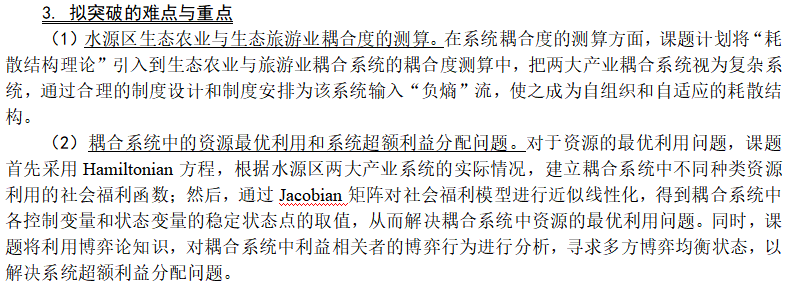 3. 拟突破的难点与重点
（1）水源区生态农业与生态旅游业耦合度的测算。在系统耦合度的测算方面，课题计划将“耗
散结构理论”引入到生态农业与旅游业耦合系统的耦合度测算中，把两大产业耦合系统视为复杂系
统，通过合理的制度设计和制度安排为该系统输入“负熵”流，使之成为自组织和自适应的耗散结
构。
（2）耦合系统中的资源最优利用和系统超额利益分配问题。对于资源的最优利用问题，课题
首先采用 Hamiltonian 方程，根据水源区两大产业系统的实际情况，建立耦合系统中不同种类资源
利用的社会福利函数；然后，通过 Jacobian 矩阵对社会福利模型进行近似线性化，得到耦合系统中
各控制变量和状态变量的稳定状态点的取值，从而解决耦合系统中资源的最优利用问题。同时，课
题将利用博弈论知识，对耦合系统中利益相关者的博弈行为进行分析，寻求多方博弈均衡状态，以
解决系统超额利益分配问题。